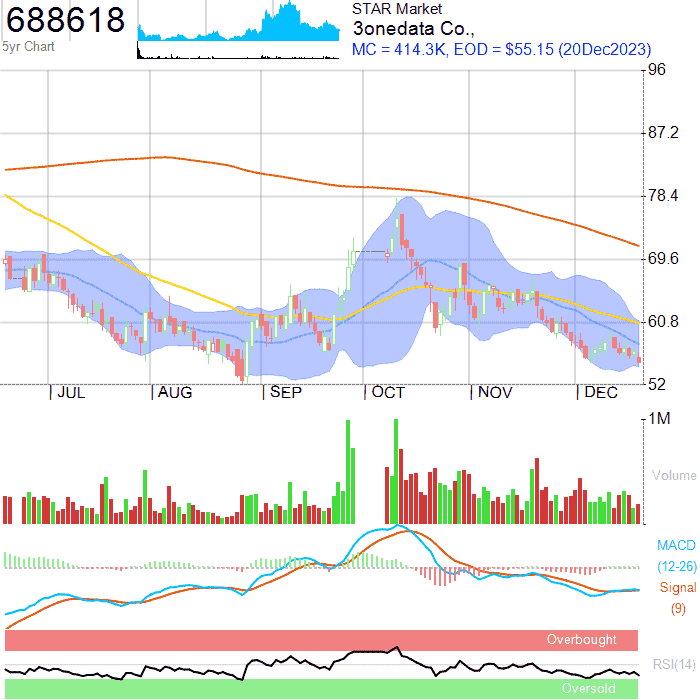 688618
5yr Chart
STAR Market
3onedata Co.,
MC = 414.3K, EOD = $55.15 (20Dec2023)
96
87.2
78.4
69.6
60.8
52
JUL AUG SEP OCT NOV DEC
1M
Volume
MACD
(12-26)
Signal
(9)
Overbought
RSI(14)
Oversold